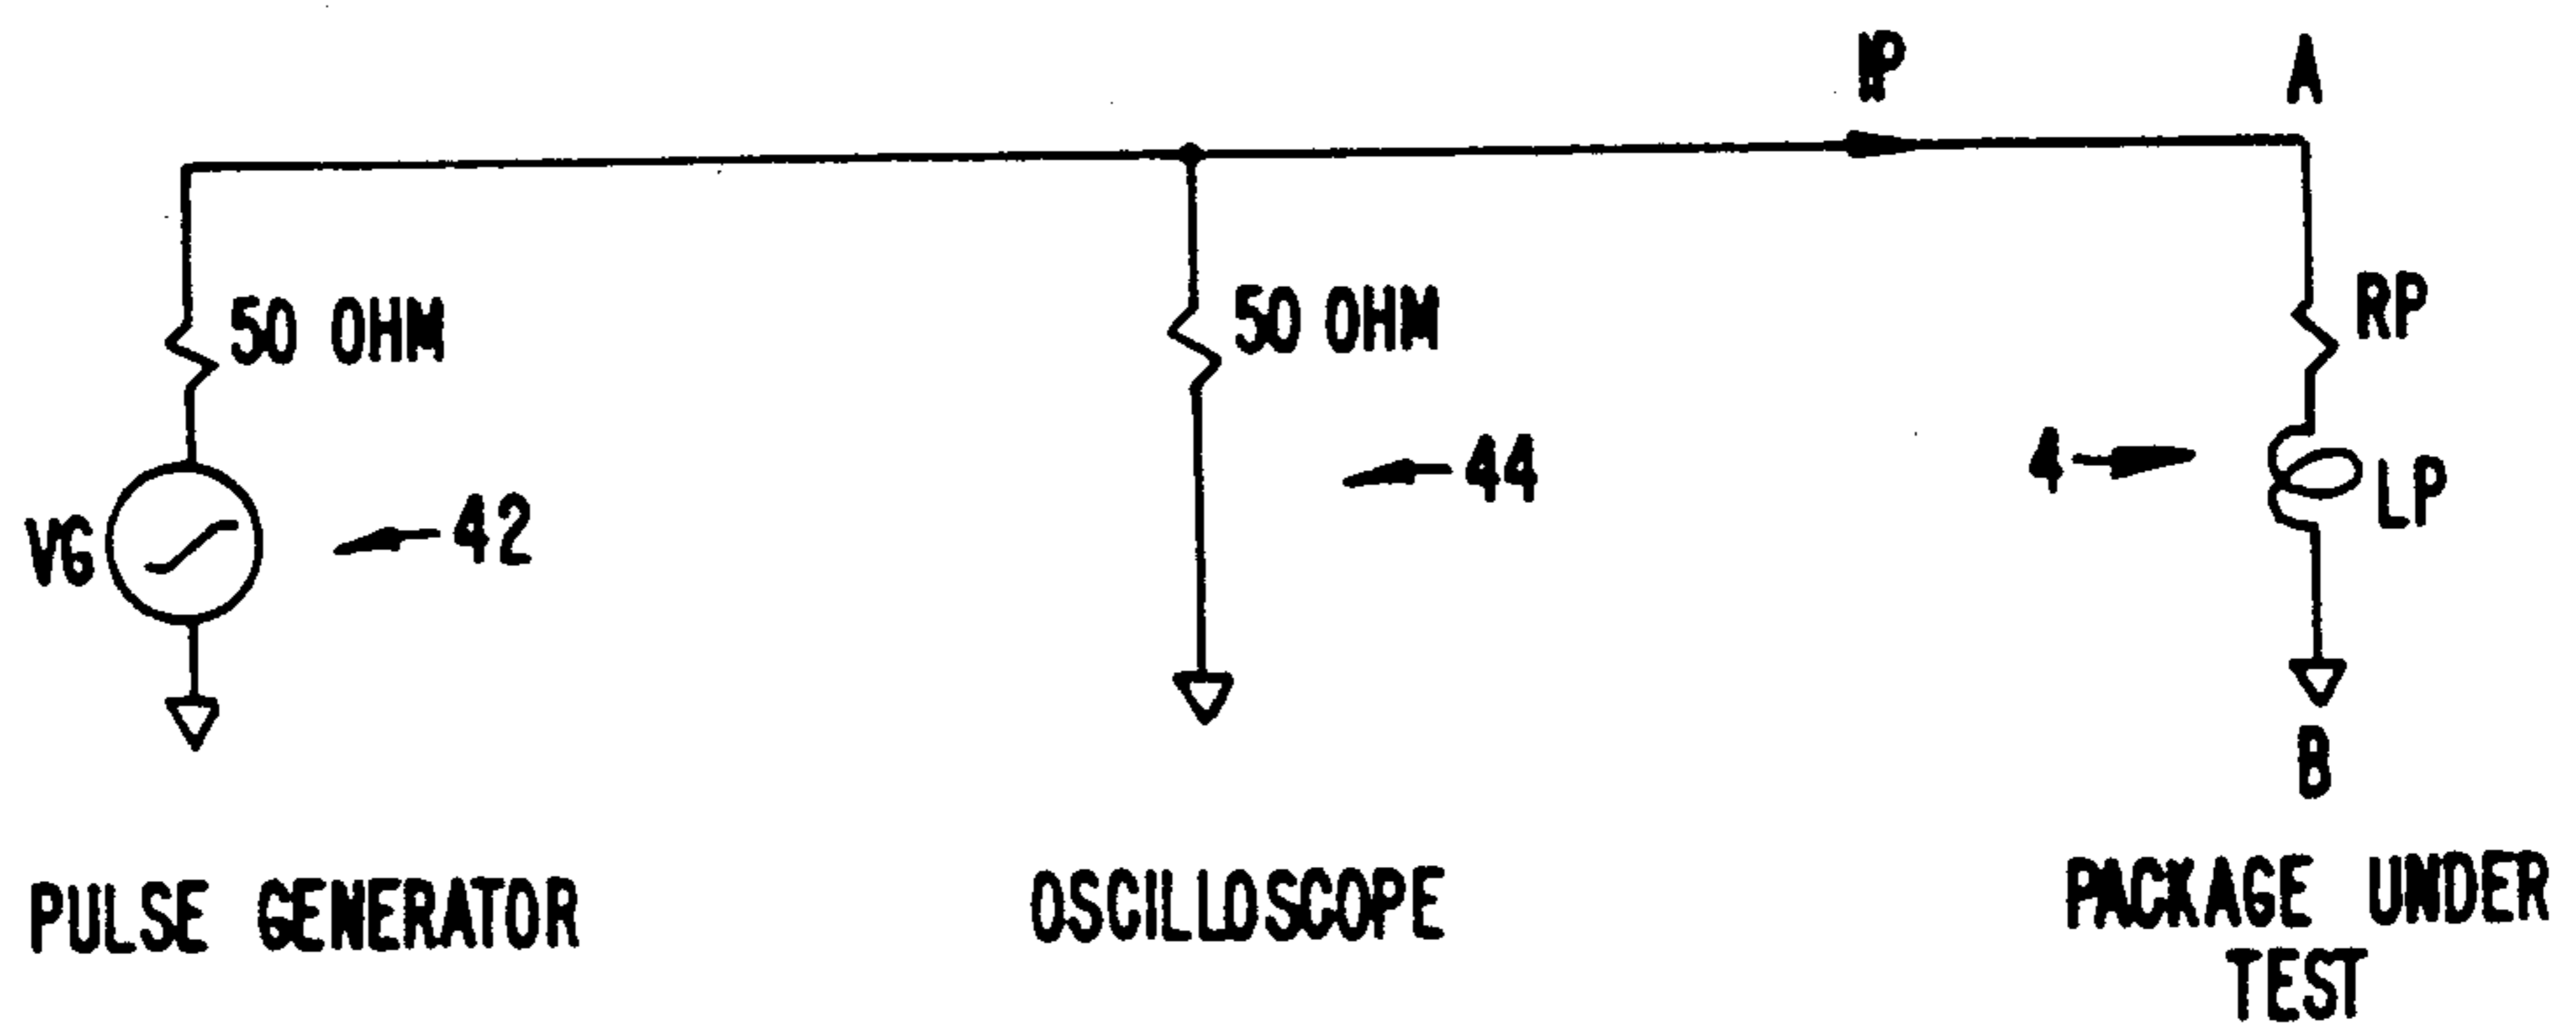 IP
A
50 OHM
50 OHM
RP
4
44
LP
VG
42
B
PULSE GENERATOR
OSCILLOSCOPE
PACKAGE UNDER
TEST